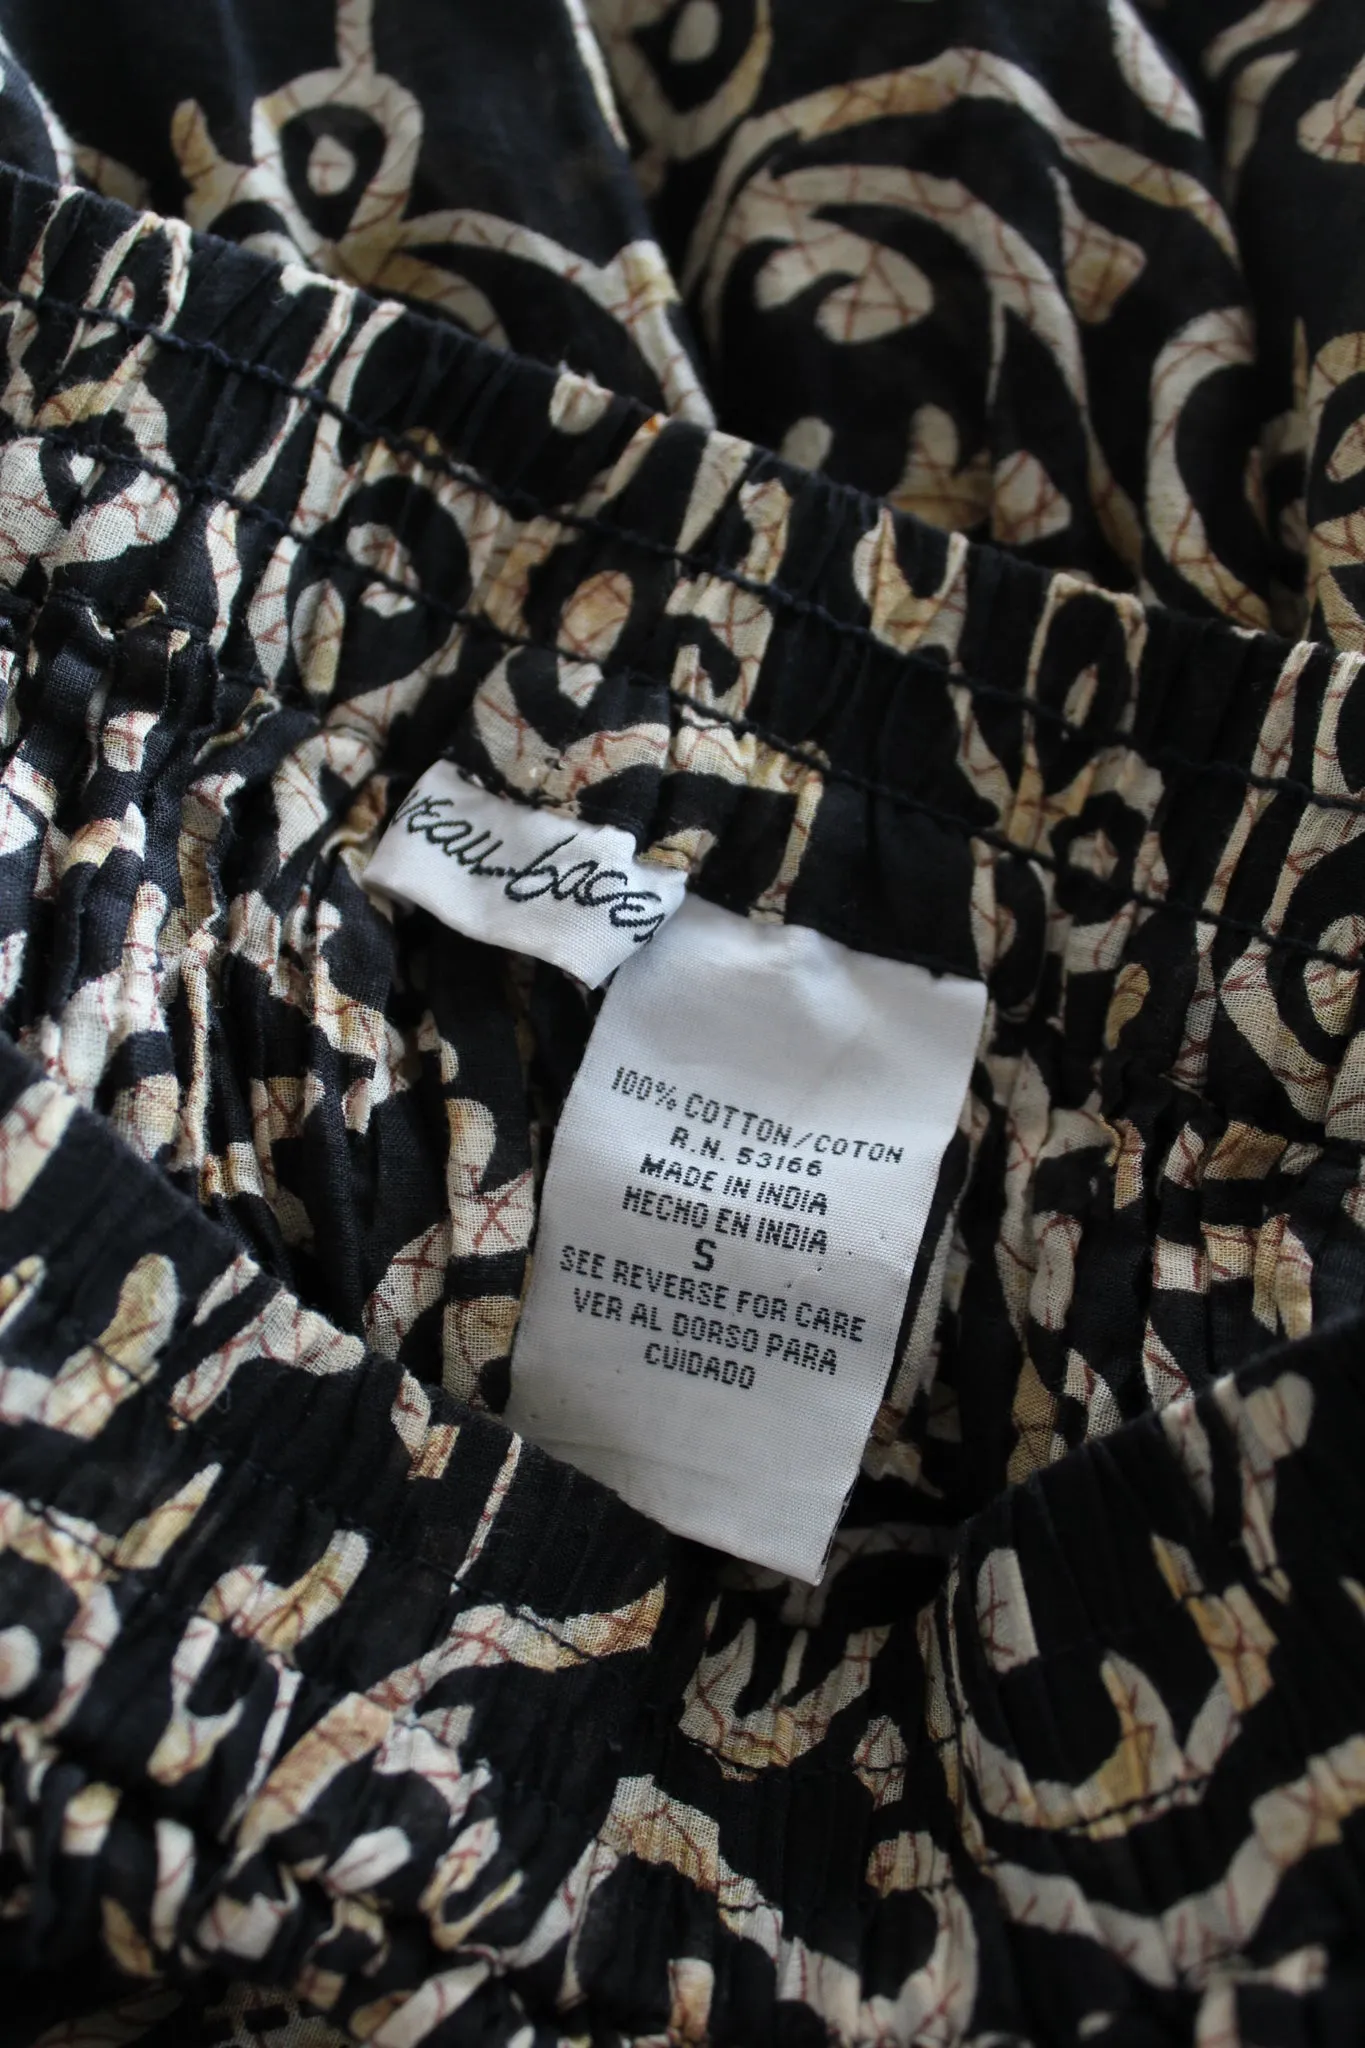 100% COTTON/COTON
R.N. 53166
MADE IN INDIA
HECHO EN INDIA
S
SEE REVERSE FOR CARE
VER AL DORSO PARA
CUIDADO